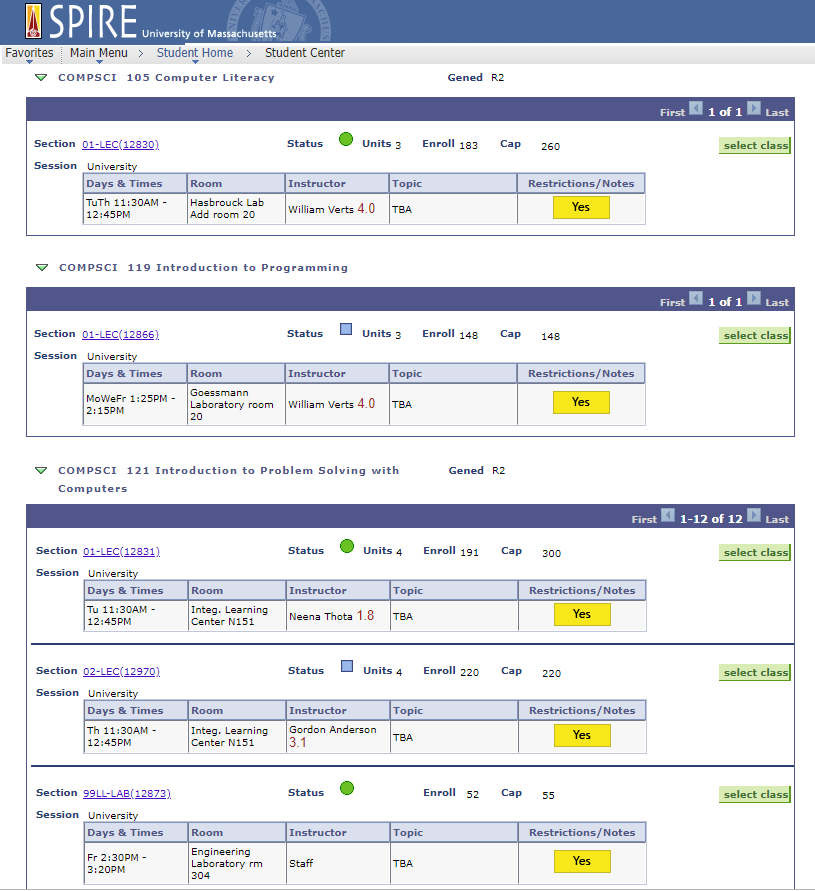 SPIRE University of Massachusetts
Favorites Main Menu > Student Home > Student Center
COMPSCI 105 Computer Literacy Gened R2
First 1 of 1 Last
Section 01-LEC(12830) Status Units 3 Enroll 183 Cap 260 select class
Session University
Days & Times Room Instructor Topic Restrictions/Notes
TuTh 11:30AM - Hasbrouck Lab
12:45PM Add room 20 William Verts 4.0 TBA Yes
COMPSCI 119 Introduction to Programming
First 1 of 1 Last
Section 01-LEC(12866) Status Units 3 Enroll 148 Cap 148 select class
Session University
Days & Times Room Instructor Topic Restrictions/Notes
MoWeFr 1:25PM - Goessmann
2:15PM Laboratory room William Verts 4.0 TBA Yes
20
COMPSCI 121 Introduction to Problem Solving with Gened R2
Computers
First 1-12 of 12 Last
Section 01-LEC(12831) Status Units 4 Enroll 191 Cap 300 select class
Session University
Days & Times Room Instructor Topic Restrictions/Notes
Tu 11:30AM - Integ. Learning
12:45PM Center N151 Neena Thota 1.8 TBA Yes
Section 02-LEC(12970) Status Units 4 Enroll 220 Cap 220 select class
Session University
Days & Times Room Instructor Topic Restrictions/Notes
Th 11:30AM - Integ. Learning Gordon Anderson
12:45PM Center N151 3.1 TBA Yes
Section 99LL-LAB(12873) Status Enroll 52 Cap 55 select class
Session University
Days & Times Room Instructor Topic Restrictions/Notes
Fr 2:30PM - Engineering
3:20PM Laboratory rm Staff TBA Yes
304